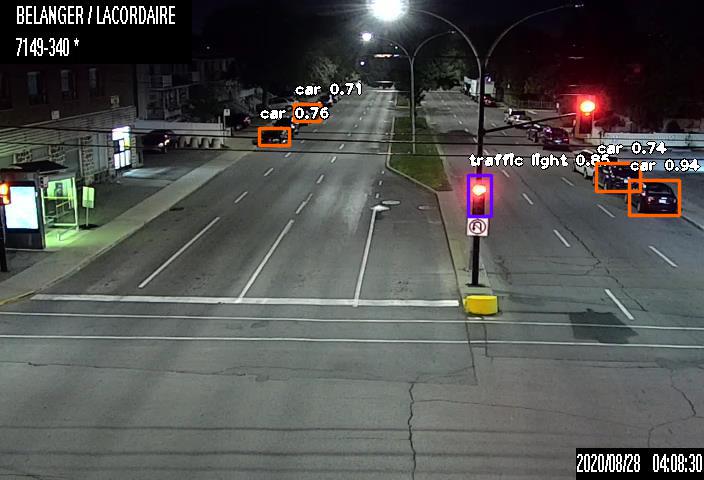 BELANGER / LACORDAIRE
7149-340 *
car 0.71
car 0.76
car 0.74
traffic light 0.85
car 0.94
2020/08/28 04:08:30